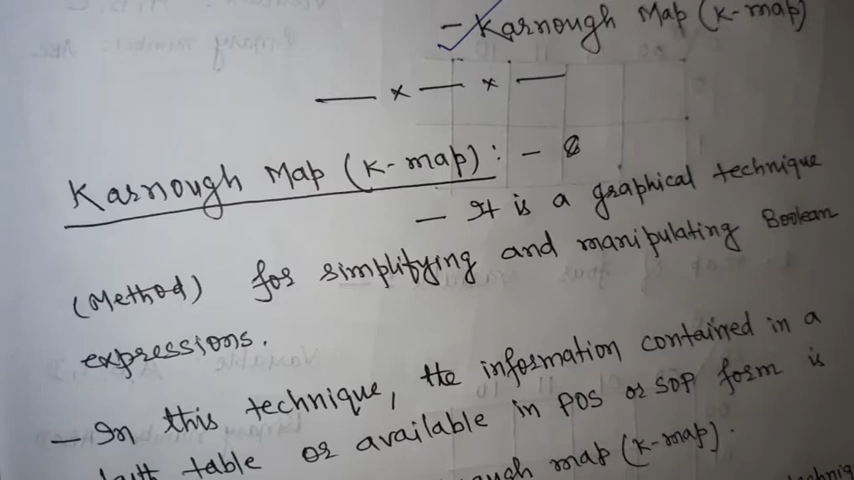 - Karnough Map (K-map)
— x — x —
Karnough Map (K-map) : -
- It is a graphical technique
(Method) for simplifying and manipulating Boolean
expressions.
- In this technique, the information contained in a
table or available in POS or SOP form is
map (K-map).